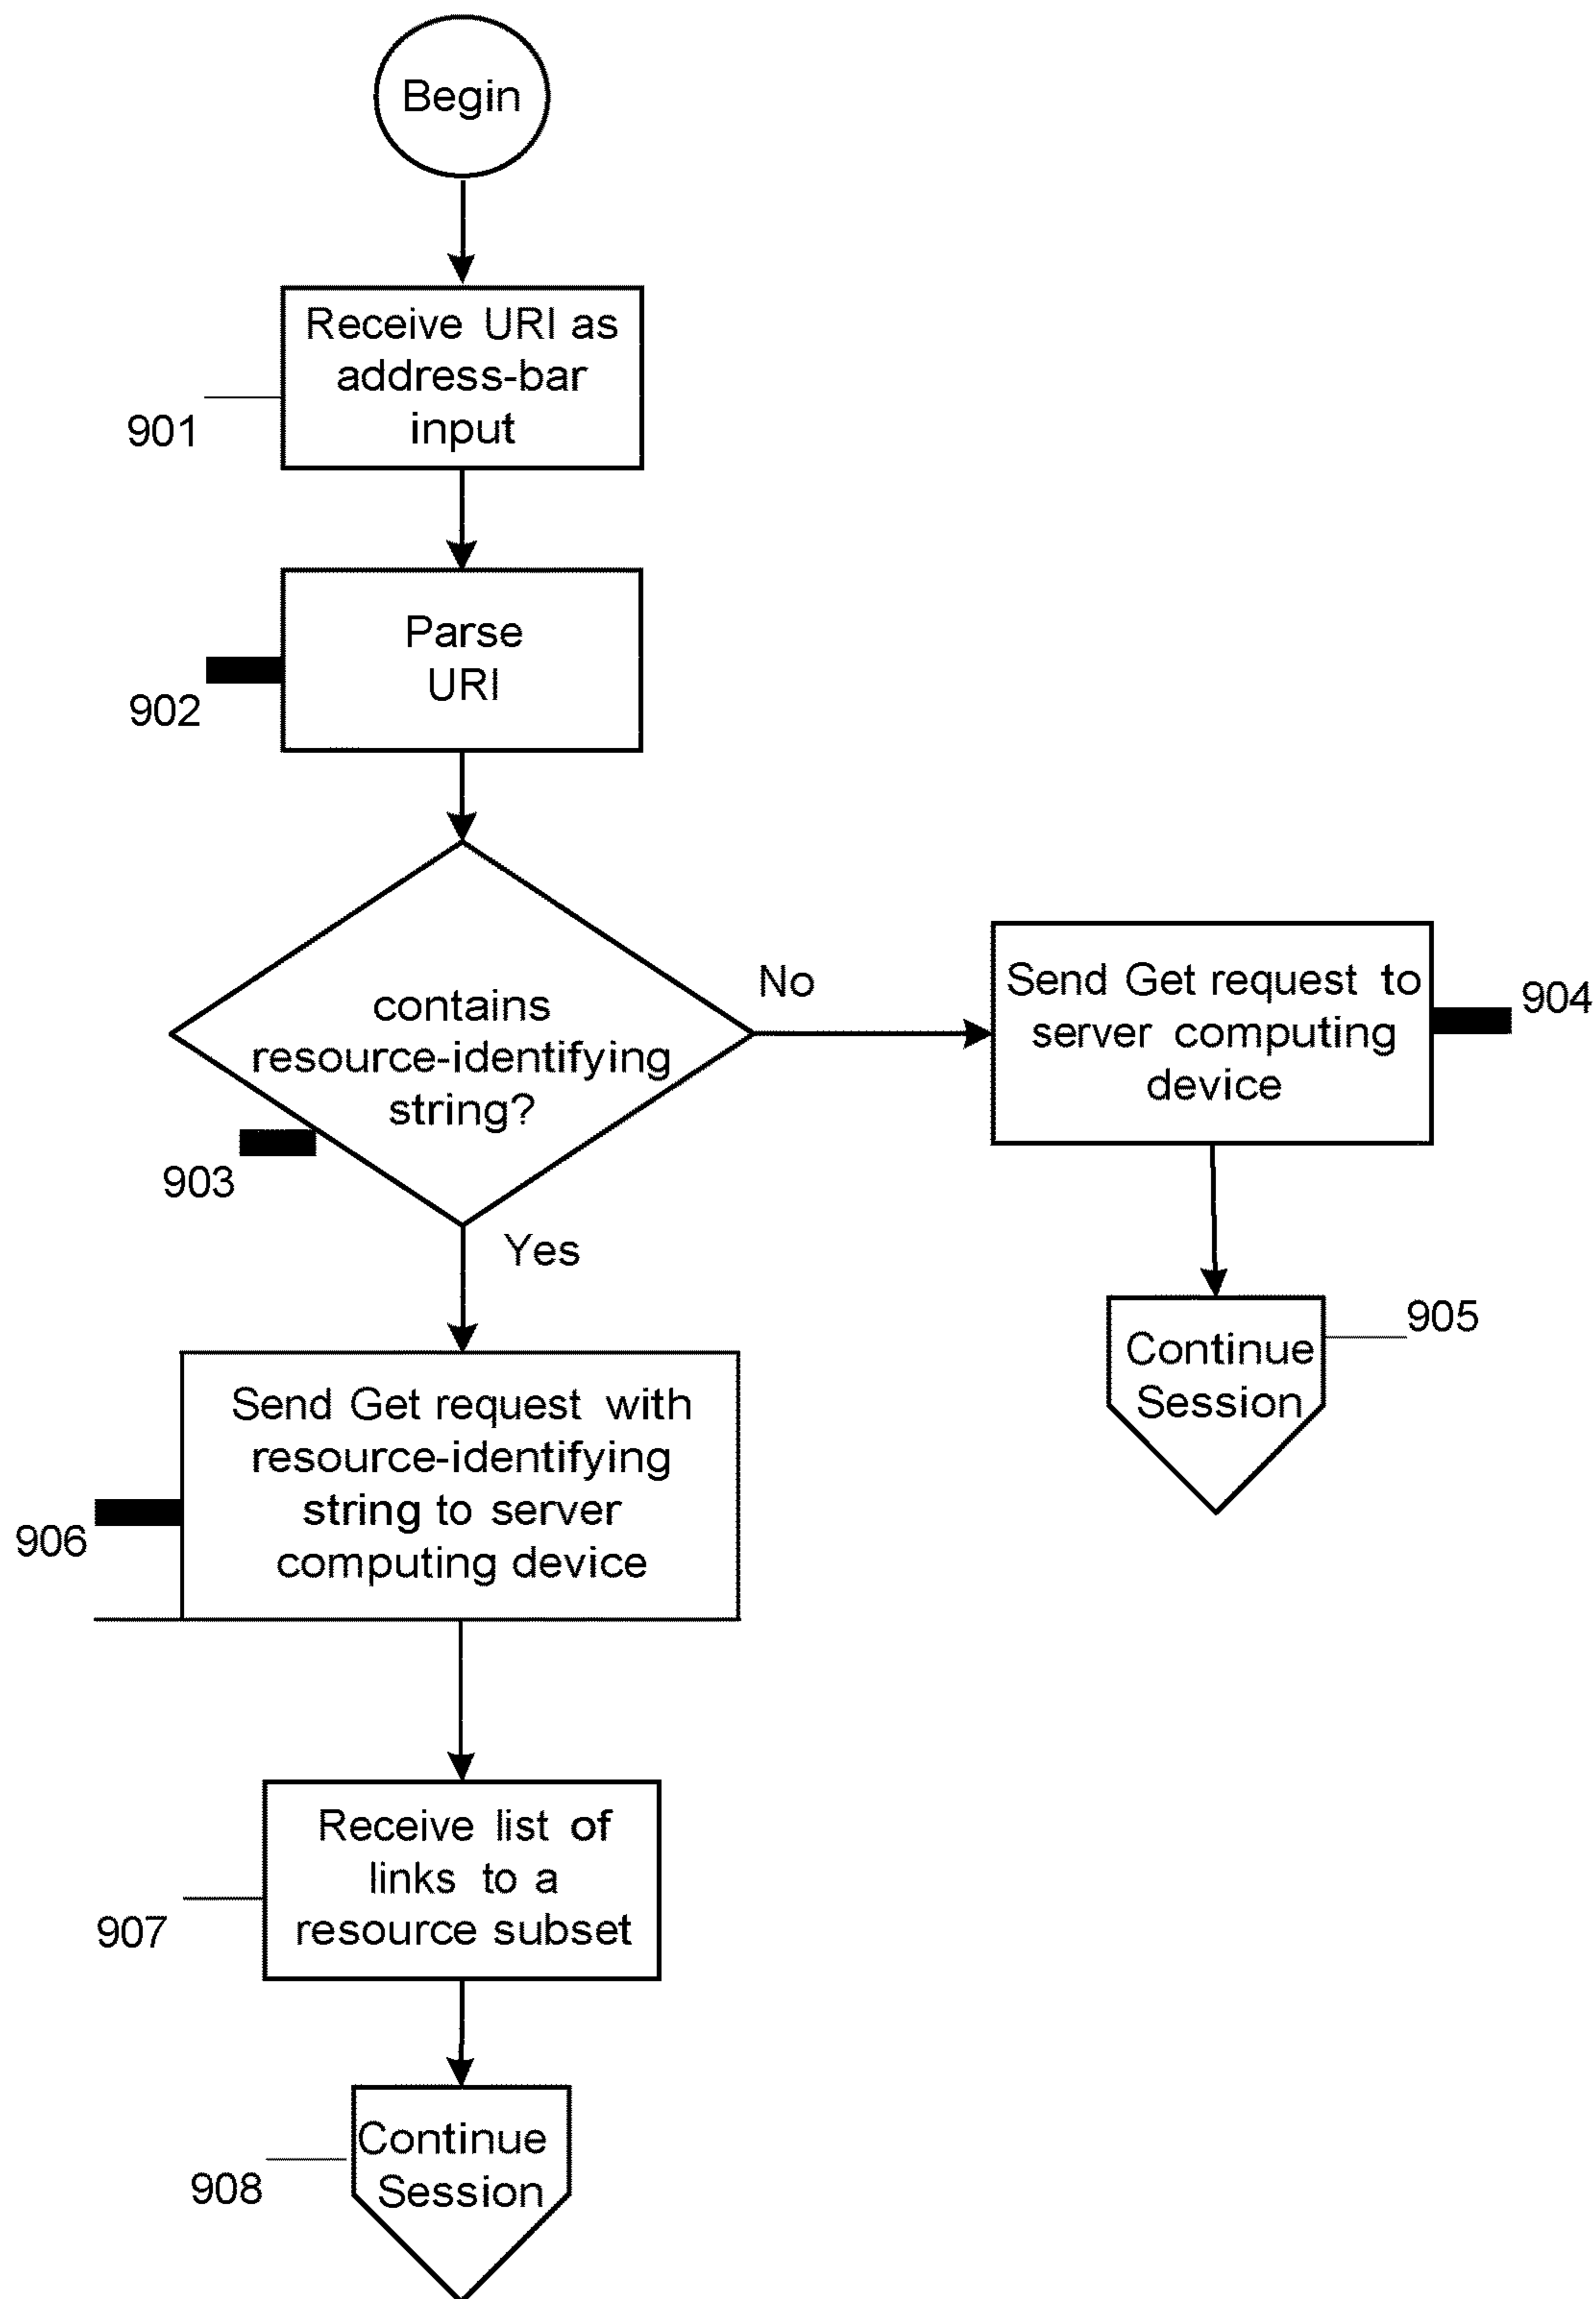 Begin
Receive URI as
address-bar
input
901
Parse
URI
902
contains
resource-identifying
string?
903
No
Send Get request to
server computing
device
904
Continue
Session
905
Yes
Send Get request with
resource-identifying
string to server
computing device
906
Receive list of
links to a
resource subset
907
Continue
Session
908